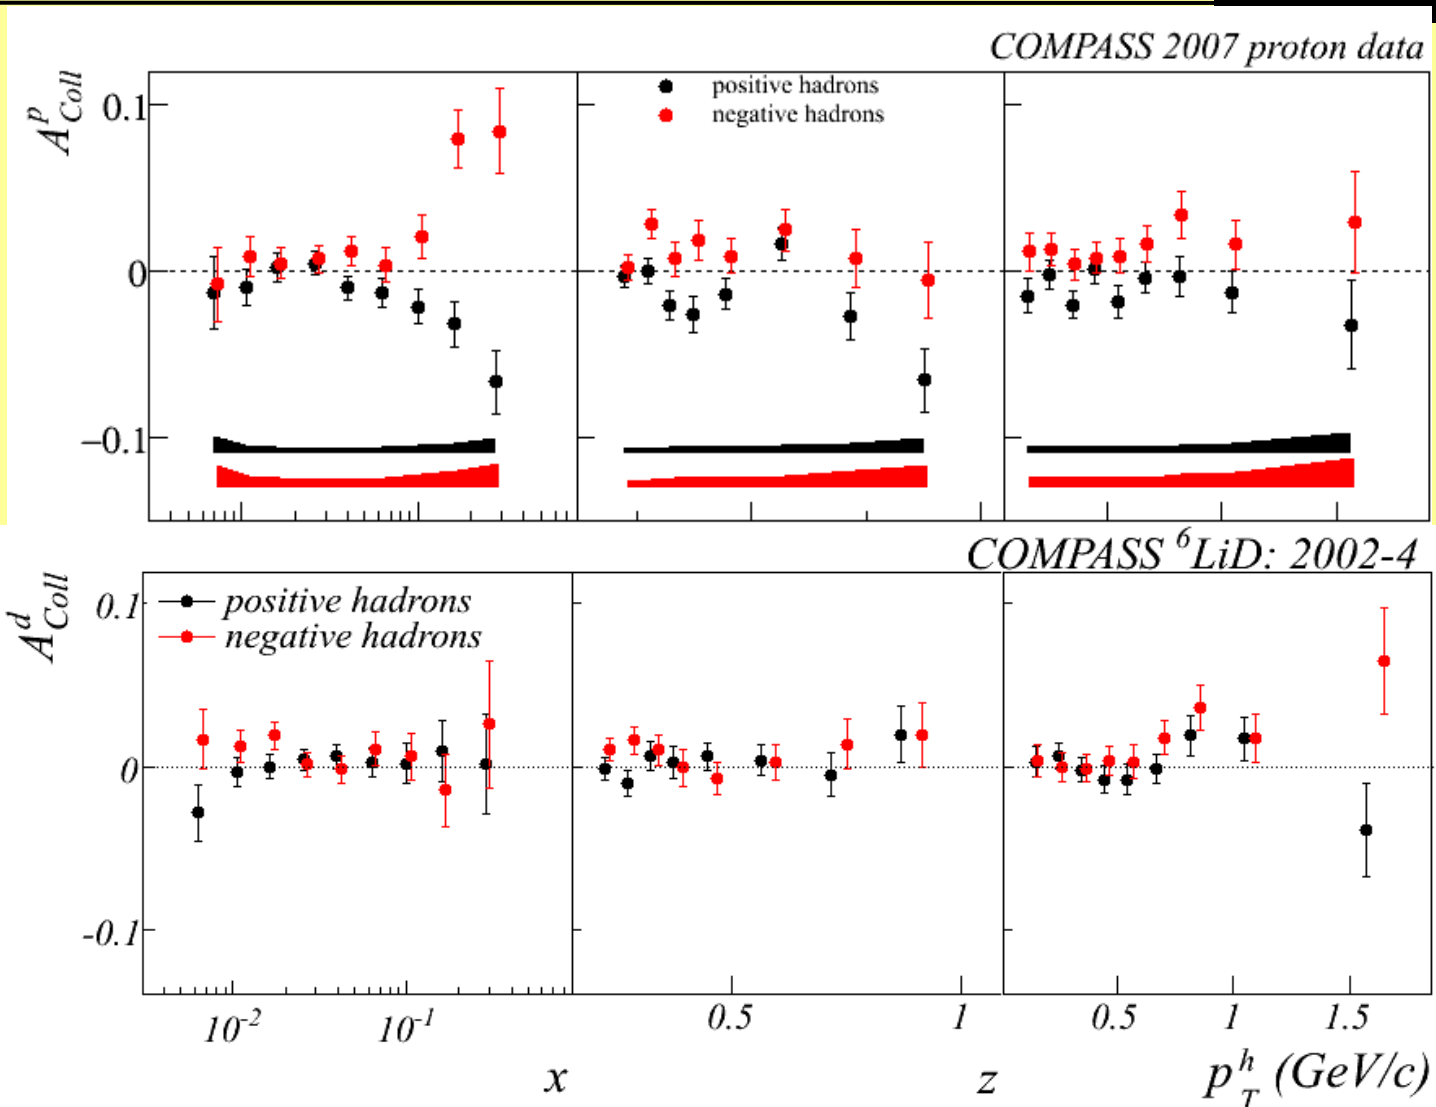 COMPASS 2007 proton data
A^p_Coll
0.1
0
−0.1
positive hadrons
negative hadrons
COMPASS ^6LiD: 2002-4
A^d_Coll
0.1
0
-0.1
positive hadrons
negative hadrons
10^-2 10^-1 0.5 1 0.5 1 1.5
x z p^h_T (GeV/c)